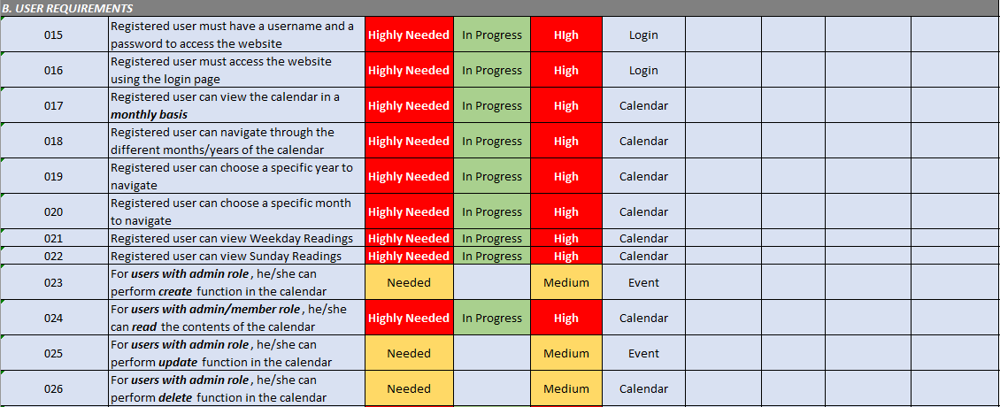 B. USER REQUIREMENTS
015 Registered user must have a username and a password to access the website Highly Needed In Progress HIgh Login
016 Registered user must access the website using the login page Highly Needed In Progress High Login
017 Registered user can view the calendar in a monthly basis Highly Needed In Progress High Calendar
018 Registered user can navigate through the different months/years of the calendar Highly Needed In Progress High Calendar
019 Registered user can choose a specific year to navigate Highly Needed In Progress High Calendar
020 Registered user can choose a specific month to navigate Highly Needed In Progress High Calendar
021 Registered user can view Weekday Readings Highly Needed In Progress High Calendar
022 Registered user can view Sunday Readings Highly Needed In Progress High Calendar
023 For users with admin role, he/she can perform create function in the calendar Needed Medium Event
024 For users with admin/member role, he/she can read the contents of the calendar Highly Needed In Progress High Calendar
025 For users with admin role, he/she can perform update function in the calendar Needed Medium Event
026 For users with admin role, he/she can perform delete function in the calendar Needed Medium Calendar